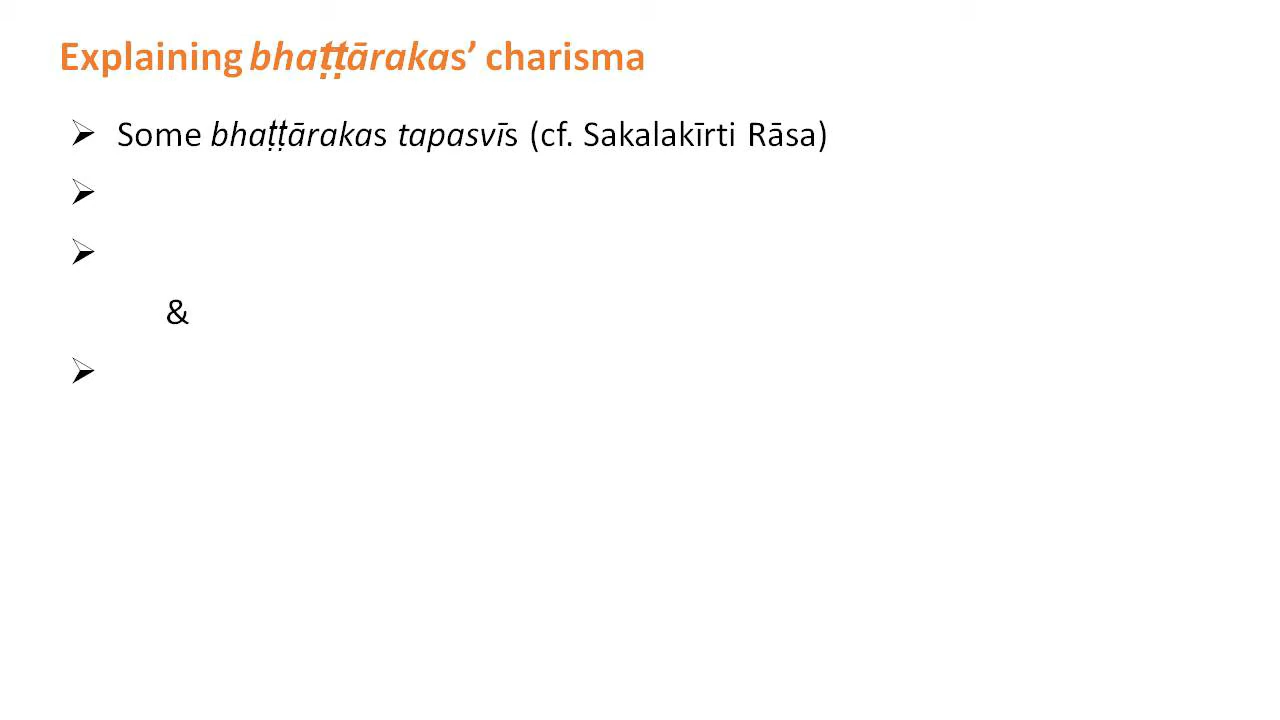 Explaining bhaṭṭārakas’ charisma
➢ Some bhaṭṭārakas tapasvīs (cf. Sakalakīrti Rāsa)
➢
➢
&
➢